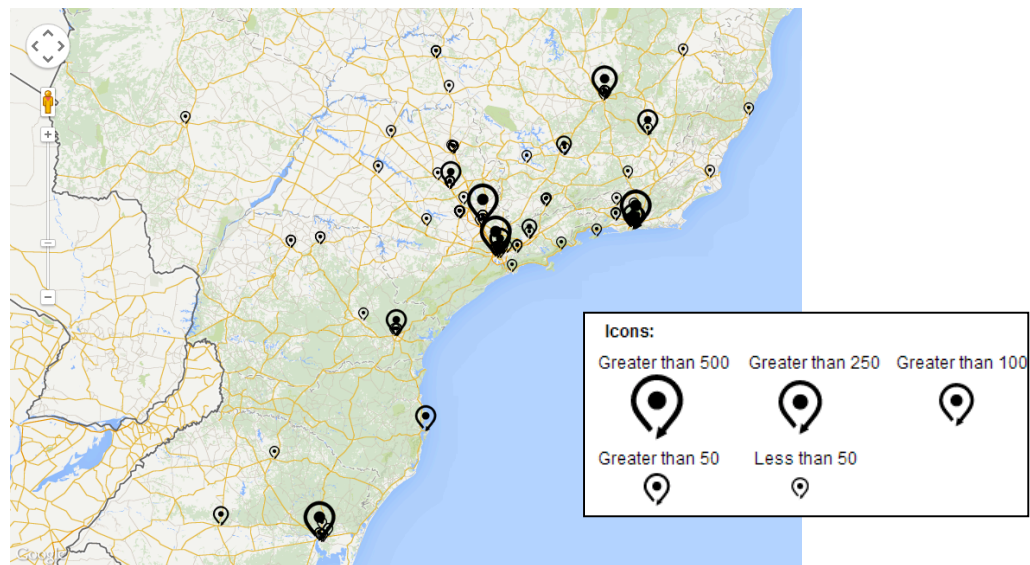 Icons:
Greater than 500 Greater than 250 Greater than 100
Greater than 50 Less than 50
Google